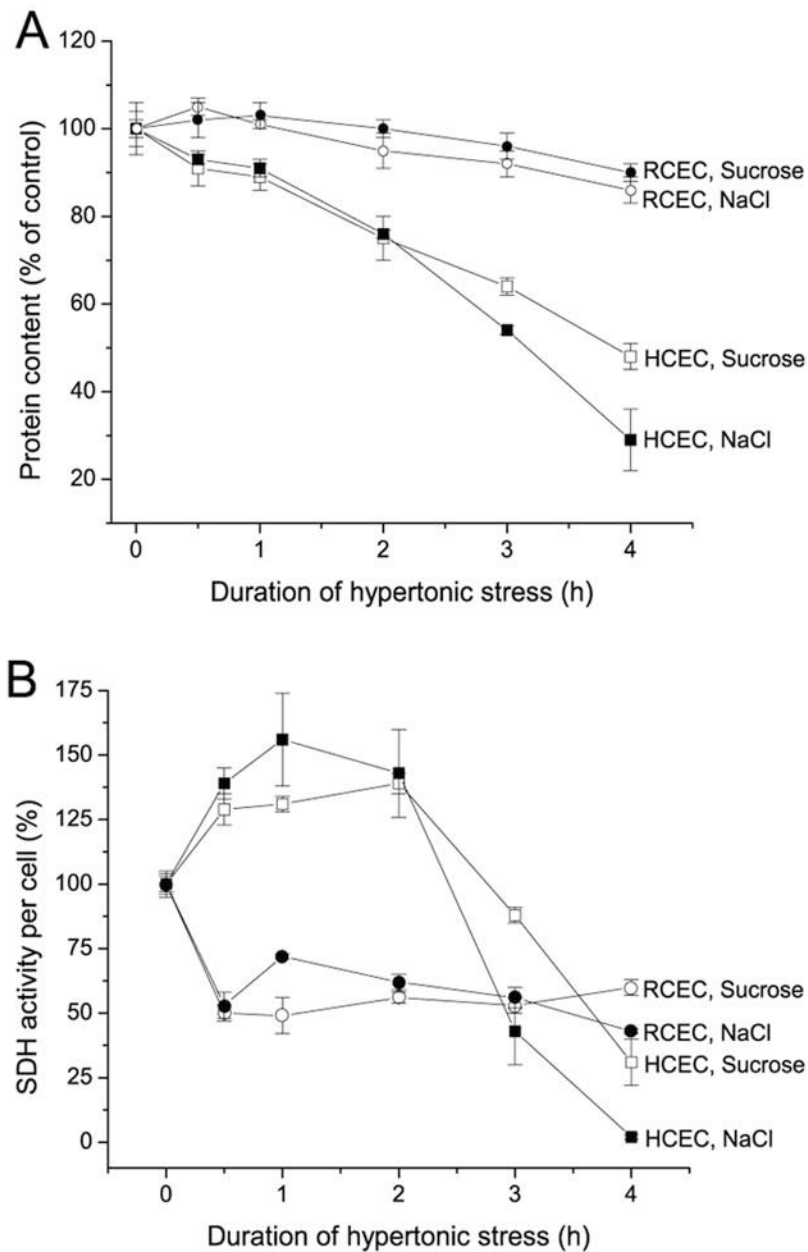 A
Protein content (% of control)
120
100
80
60
40
20
0 1 2 3 4
RCEC, Sucrose
RCEC, NaCl
HCEC, Sucrose
HCEC, NaCl
Duration of hypertonic stress (h)
B
SDH activity per cell (%)
175
150
125
100
75
50
25
0
0 1 2 3 4
RCEC, Sucrose
RCEC, NaCl
HCEC, Sucrose
HCEC, NaCl
Duration of hypertonic stress (h)